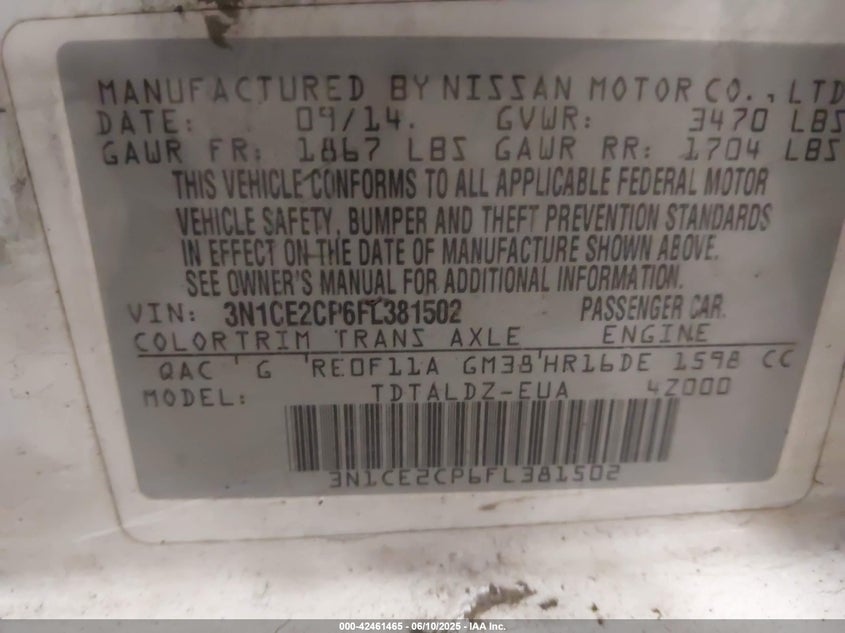 MANUFACTURED BY NISSAN MOTOR CO., LTD
DATE: 09/14. GVWR: 3470 LBS
GAWR FR: 1867 LBS GAWR RR: 1704 LBS
THIS VEHICLE CONFORMS TO ALL APPLICABLE FEDERAL MOTOR
VEHICLE SAFETY, BUMPER AND THEFT PREVENTION STANDARDS
IN EFFECT ON THE DATE OF MANUFACTURE SHOWN ABOVE.
SEE OWNER'S MANUAL FOR ADDITIONAL INFORMATION.
VIN: 3N1CE2CP6FL381502 PASSENGER CAR.
COLOR TRIM TRANS AXLE ENGINE
QAC G RE0F11A GM38 HR16DE 1598 CC
MODEL: TDTALDZ-EUA 4Z000
3N1CE2CP6FL381502
000-42461465 - 06/10/2025 - IAA Inc.